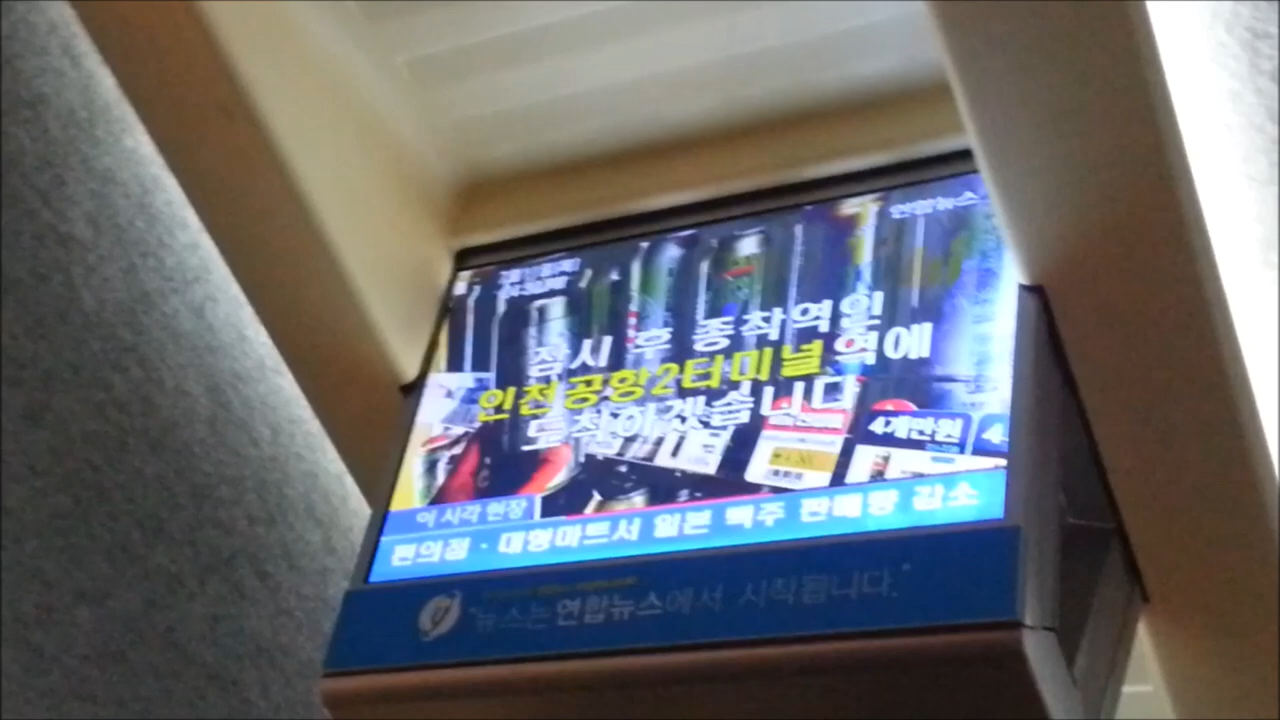 연합뉴스
잠시 후 종착역인
인천공항2터미널 역에
도착하겠습니다
4개만원
4
이 시각 현장
편의점·대형마트서 일본 맥주 판매량 감소
"뉴스는 연합뉴스에서 시작됩니다."